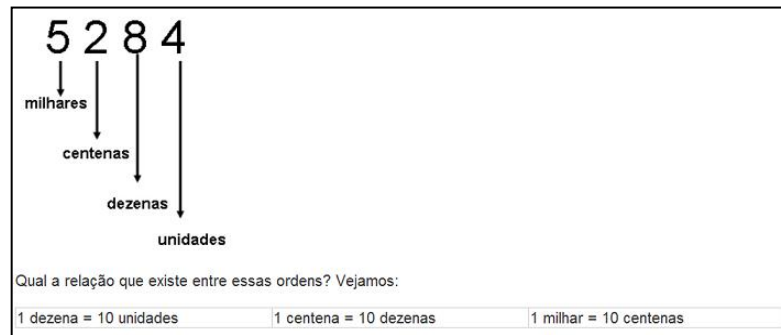 5 2 8 4
milhares
centenas
dezenas
unidades
Qual a relação que existe entre essas ordens? Vejamos:
1 dezena = 10 unidades 1 centena = 10 dezenas 1 milhar = 10 centenas